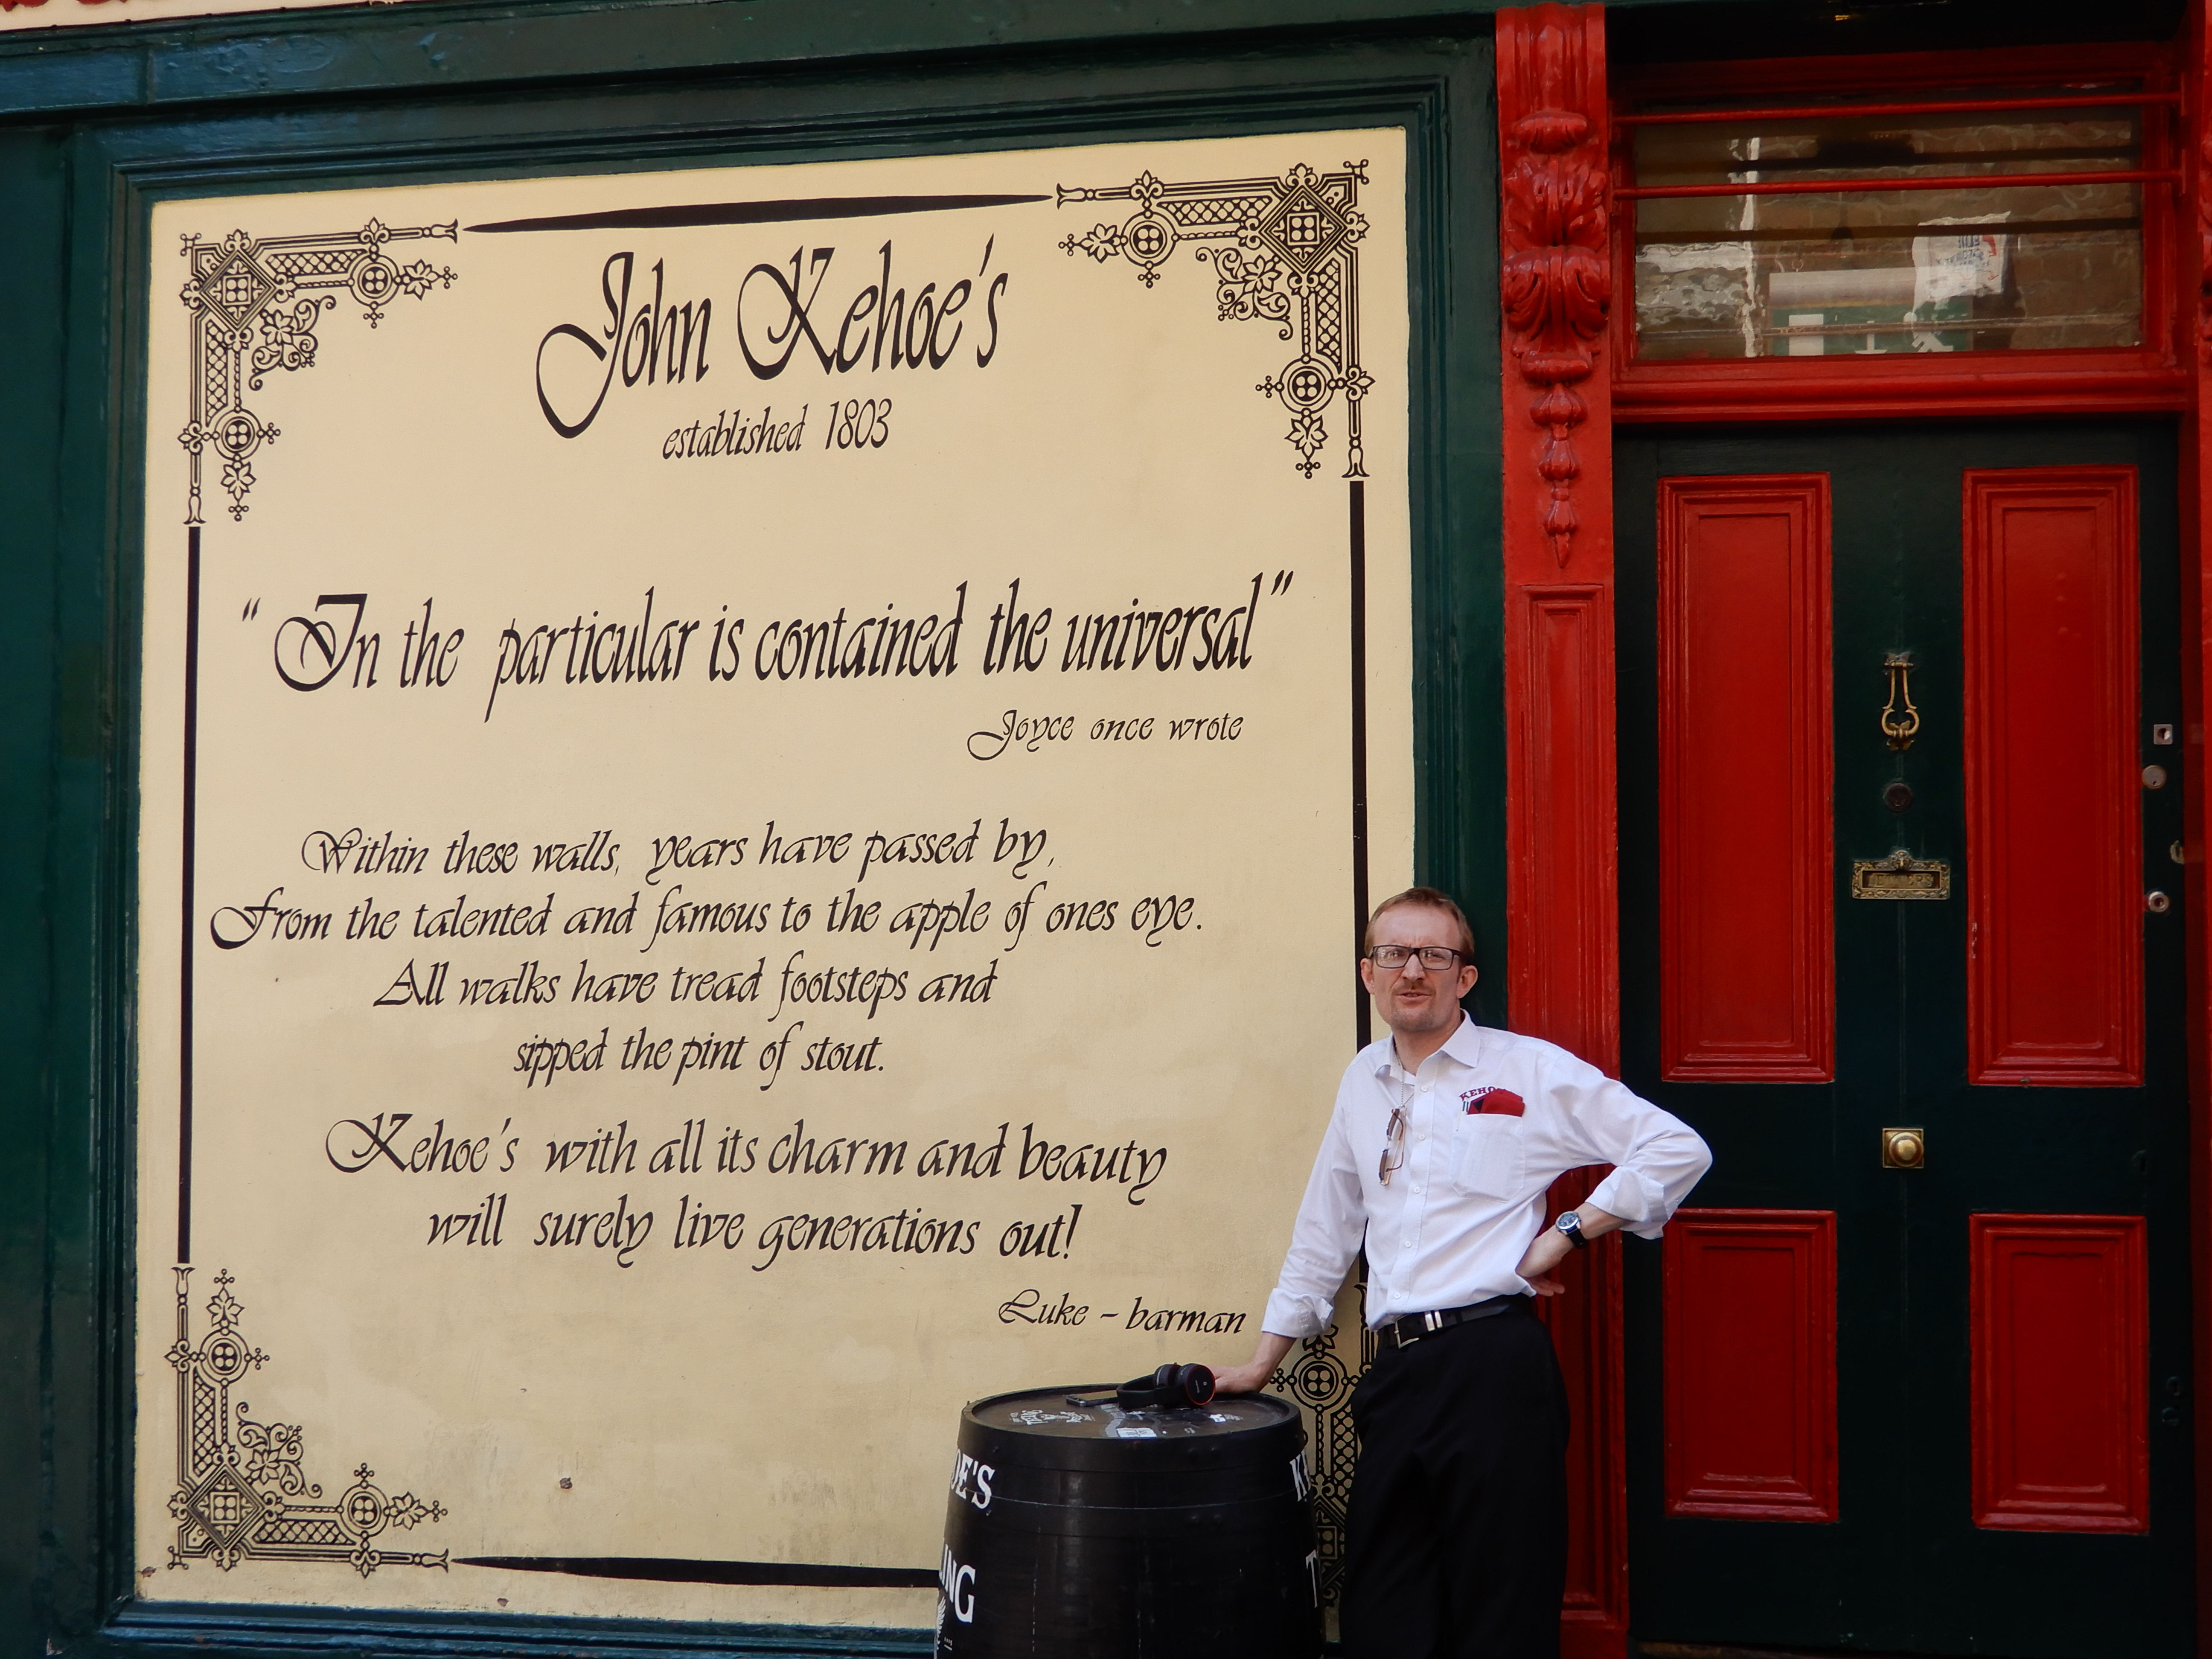 John Kehoe's
established 1803
“ In the particular is contained the universal”
Joyce once wrote
Within these walls, years have passed by,
From the talented and famous to the apple of ones eye.
All walks have tread footsteps and
sipped the pint of stout.
Kehoe's with all its charm and beauty
will surely live generations out!
Luke - barman
LETTERS